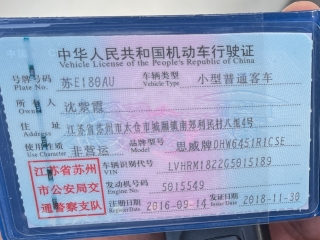 中华人民共和国机动车行驶证
Vehicle License of the People's Republic of China
号牌号码 苏E180AU 车辆类型 小型普通客车
Plate No. Vehicle Type
所有人 沈紫霞
Owner
住址 江苏省苏州市太仓市城厢镇南郊利民村八组4号
Address
使用性质 非营运 品牌型号 思威牌DHW6451R1CSE
Use Character Model
江苏省苏州 车辆识别代号 LVHRM1822G5015189
VIN
市公安局交 发动机号码 5015549
Engine No.
通警察支队 注册日期 2016-09-14 发证日期 2018-11-30
Register Date Issue Date